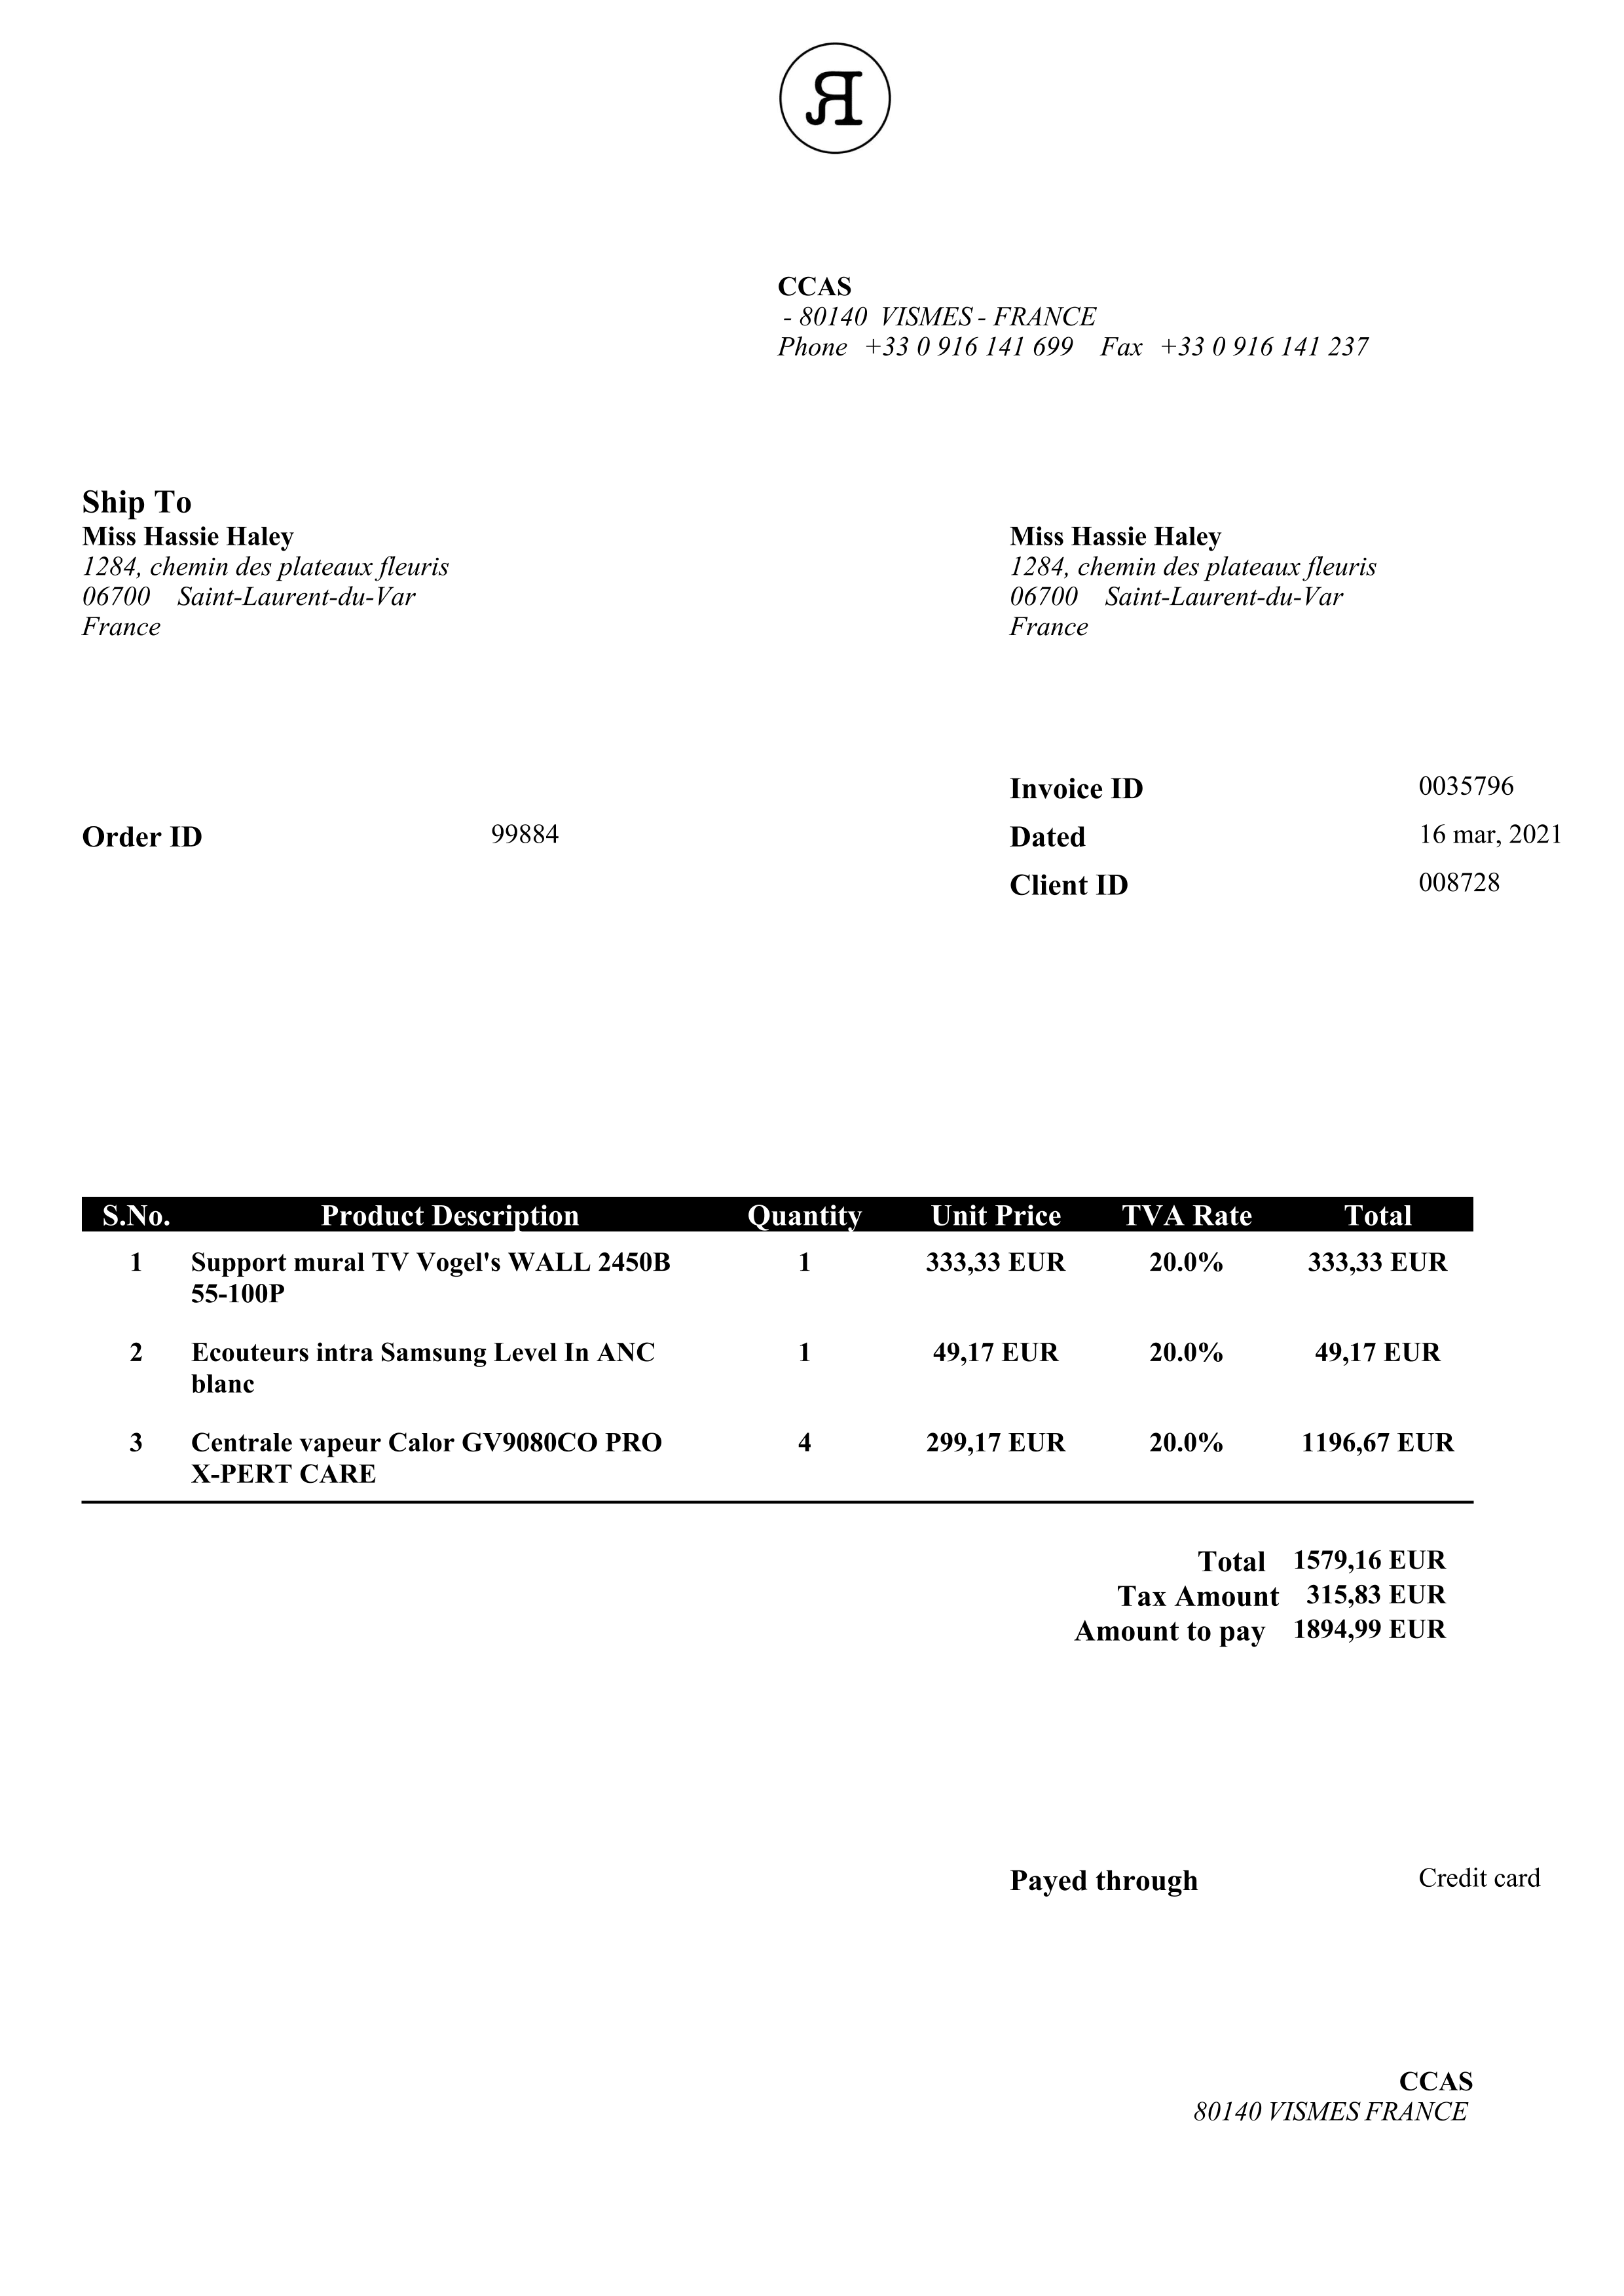 Я
CCAS
- 80140 VISMES - FRANCE
Phone +33 0 916 141 699 Fax +33 0 916 141 237
Ship To
Miss Hassie Haley
1284, chemin des plateaux fleuris
06700 Saint-Laurent-du-Var
France
Miss Hassie Haley
1284, chemin des plateaux fleuris
06700 Saint-Laurent-du-Var
France
Invoice ID 0035796
Order ID 99884
Dated 16 mar, 2021
Client ID 008728
S.No. Product Description Quantity Unit Price TVA Rate Total
1 Support mural TV Vogel's WALL 2450B 1 333,33 EUR 20.0% 333,33 EUR
55-100P
2 Ecouteurs intra Samsung Level In ANC 1 49,17 EUR 20.0% 49,17 EUR
blanc
3 Centrale vapeur Calor GV9080CO PRO 4 299,17 EUR 20.0% 1196,67 EUR
X-PERT CARE
Total 1579,16 EUR
Tax Amount 315,83 EUR
Amount to pay 1894,99 EUR
Payed through Credit card
CCAS
80140 VISMES FRANCE